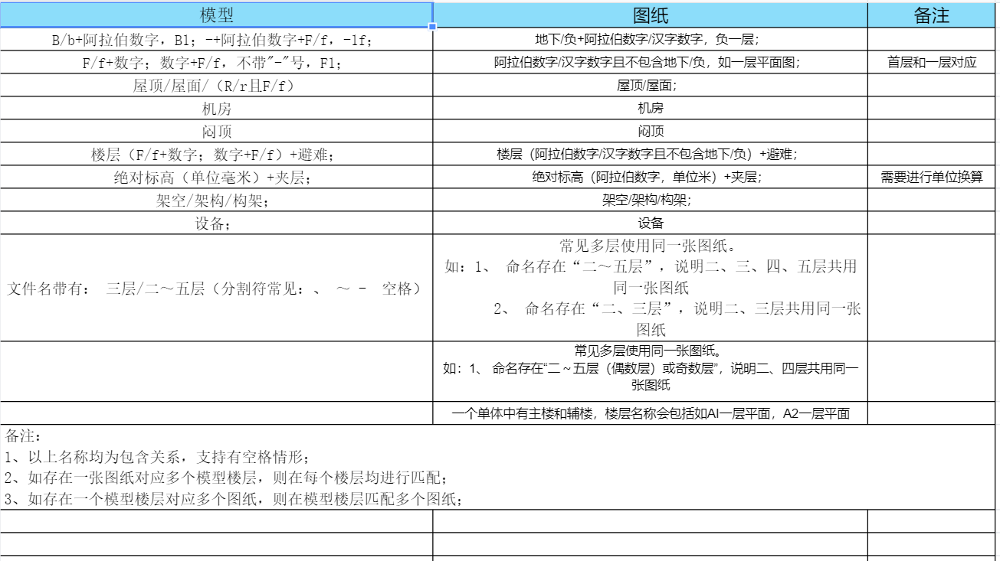 模型 图纸 备注
B/b+阿拉伯数字，B1；-+阿拉伯数字+F/f，-1f； 地下/负+阿拉伯数字/汉字数字，负一层；
F/f+数字；数字+F/f，不带"-"号，F1； 阿拉伯数字/汉字数字且不包含地下/负，如一层平面图； 首层和一层对应
屋顶/屋面/（R/r且F/f） 屋顶/屋面；
机房 机房
闷顶 闷顶
楼层（F/f+数字；数字+F/f）+避难； 楼层（阿拉伯数字/汉字数字且不包含地下/负）+避难；
绝对标高（单位毫米）+夹层； 绝对标高（阿拉伯数字，单位米）+夹层； 需要进行单位换算
架空/架构/构架； 架空/架构/构架；
设备； 设备
文件名带有： 三层/二～五层（分割符常见：、 ～ - 空格）
常见多层使用同一张图纸。
如：1、 命名存在“二～五层”，说明二、三、四、五层共用
同一张图纸
2、 命名存在“二、三层”，说明二、三层共用同一张
图纸
常见多层使用同一张图纸。
如：1、 命名存在“二～五层（偶数层）或奇数层”，说明二、四层共用同一
张图纸
一个单体中有主楼和辅楼，楼层名称会包括如AI一层平面，A2一层平面
备注：
1、以上名称均为包含关系，支持有空格情形；
2、如存在一张图纸对应多个模型楼层，则在每个楼层均进行匹配；
3、如存在一个模型楼层对应多个图纸，则在模型楼层匹配多个图纸；